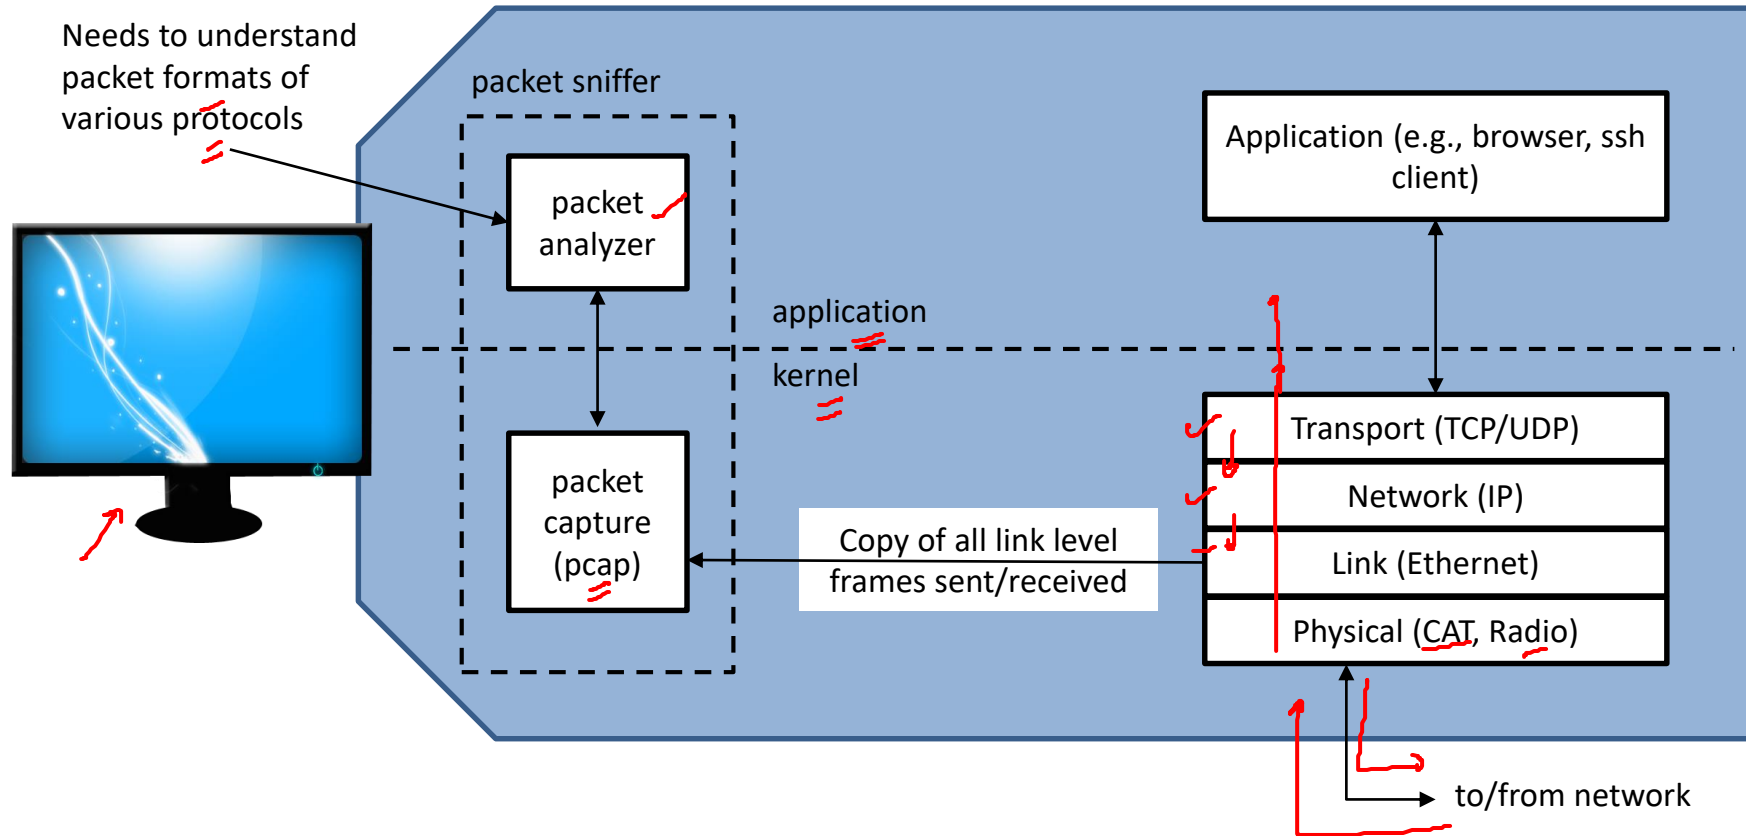 Needs to understand
packet formats of
various protocols
packet sniffer
packet
analyzer
application
kernel
packet
capture
(pcap)
Copy of all link level
frames sent/received
Application (e.g., browser, ssh
client)
Transport (TCP/UDP)
Network (IP)
Link (Ethernet)
Physical (CAT, Radio)
to/from network